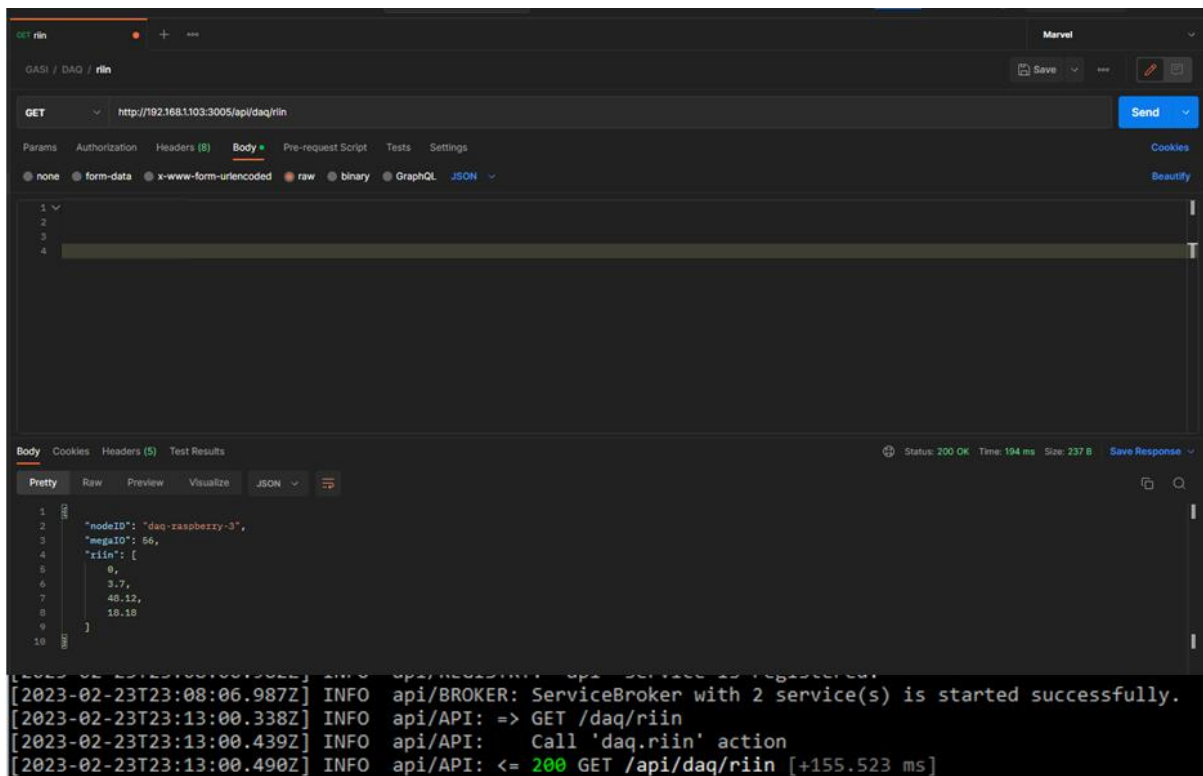 GET riin
Marvel
GASI / DAQ / riin
Save
GET http://192.168.1.103:3005/api/daq/riin Send
Params Authorization Headers (8) Body Pre-request Script Tests Settings Cookies
none form-data x-www-form-urlencoded raw binary GraphQL JSON Beautify
1
2
3
4
Body Cookies Headers (5) Test Results Status: 200 OK Time: 194 ms Size: 237 B Save Response
Pretty Raw Preview Visualize JSON
1
2 "nodeID": "daq-raspberry-3",
3 "megaIO": 56,
4 "riin": [
5 0,
6 3.7,
7 48.12,
8 18.18
9 ]
10
INFO api/REGISTRY: service is registered.
[2023-02-23T23:08:06.987Z] INFO api/BROKER: ServiceBroker with 2 service(s) is started successfully.
[2023-02-23T23:13:00.338Z] INFO api/API: => GET /daq/riin
[2023-02-23T23:13:00.439Z] INFO api/API: Call 'daq.riin' action
[2023-02-23T23:13:00.490Z] INFO api/API: <= 200 GET /api/daq/riin [+155.523 ms]